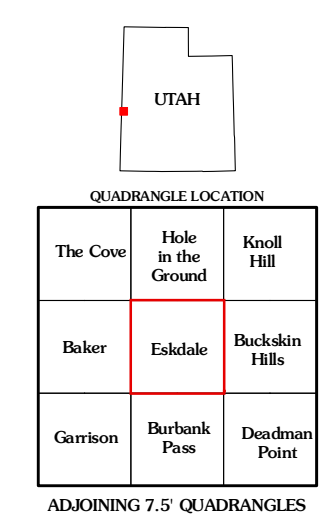 UTAH
QUADRANGLE LOCATION
The Cove
Hole
in the
Ground
Knoll
Hill
Baker
Eskdale
Buckskin
Hills
Garrison
Burbank
Pass
Deadman
Point
ADJOINING 7.5' QUADRANGLES